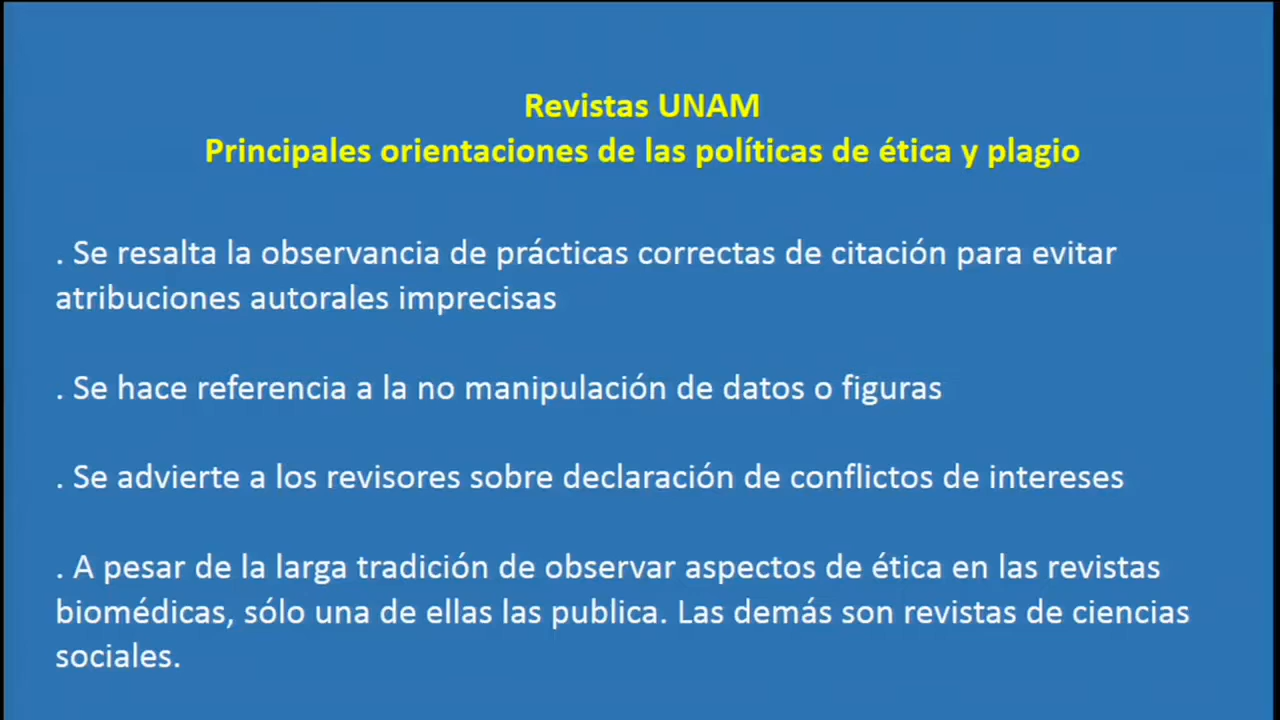 Revistas UNAM
Principales orientaciones de las políticas de ética y plagio
. Se resalta la observancia de prácticas correctas de citación para evitar
atribuciones autorales imprecisas
. Se hace referencia a la no manipulación de datos o figuras
. Se advierte a los revisores sobre declaración de conflictos de intereses
. A pesar de la larga tradición de observar aspectos de ética en las revistas
biomédicas, sólo una de ellas las publica. Las demás son revistas de ciencias
sociales.